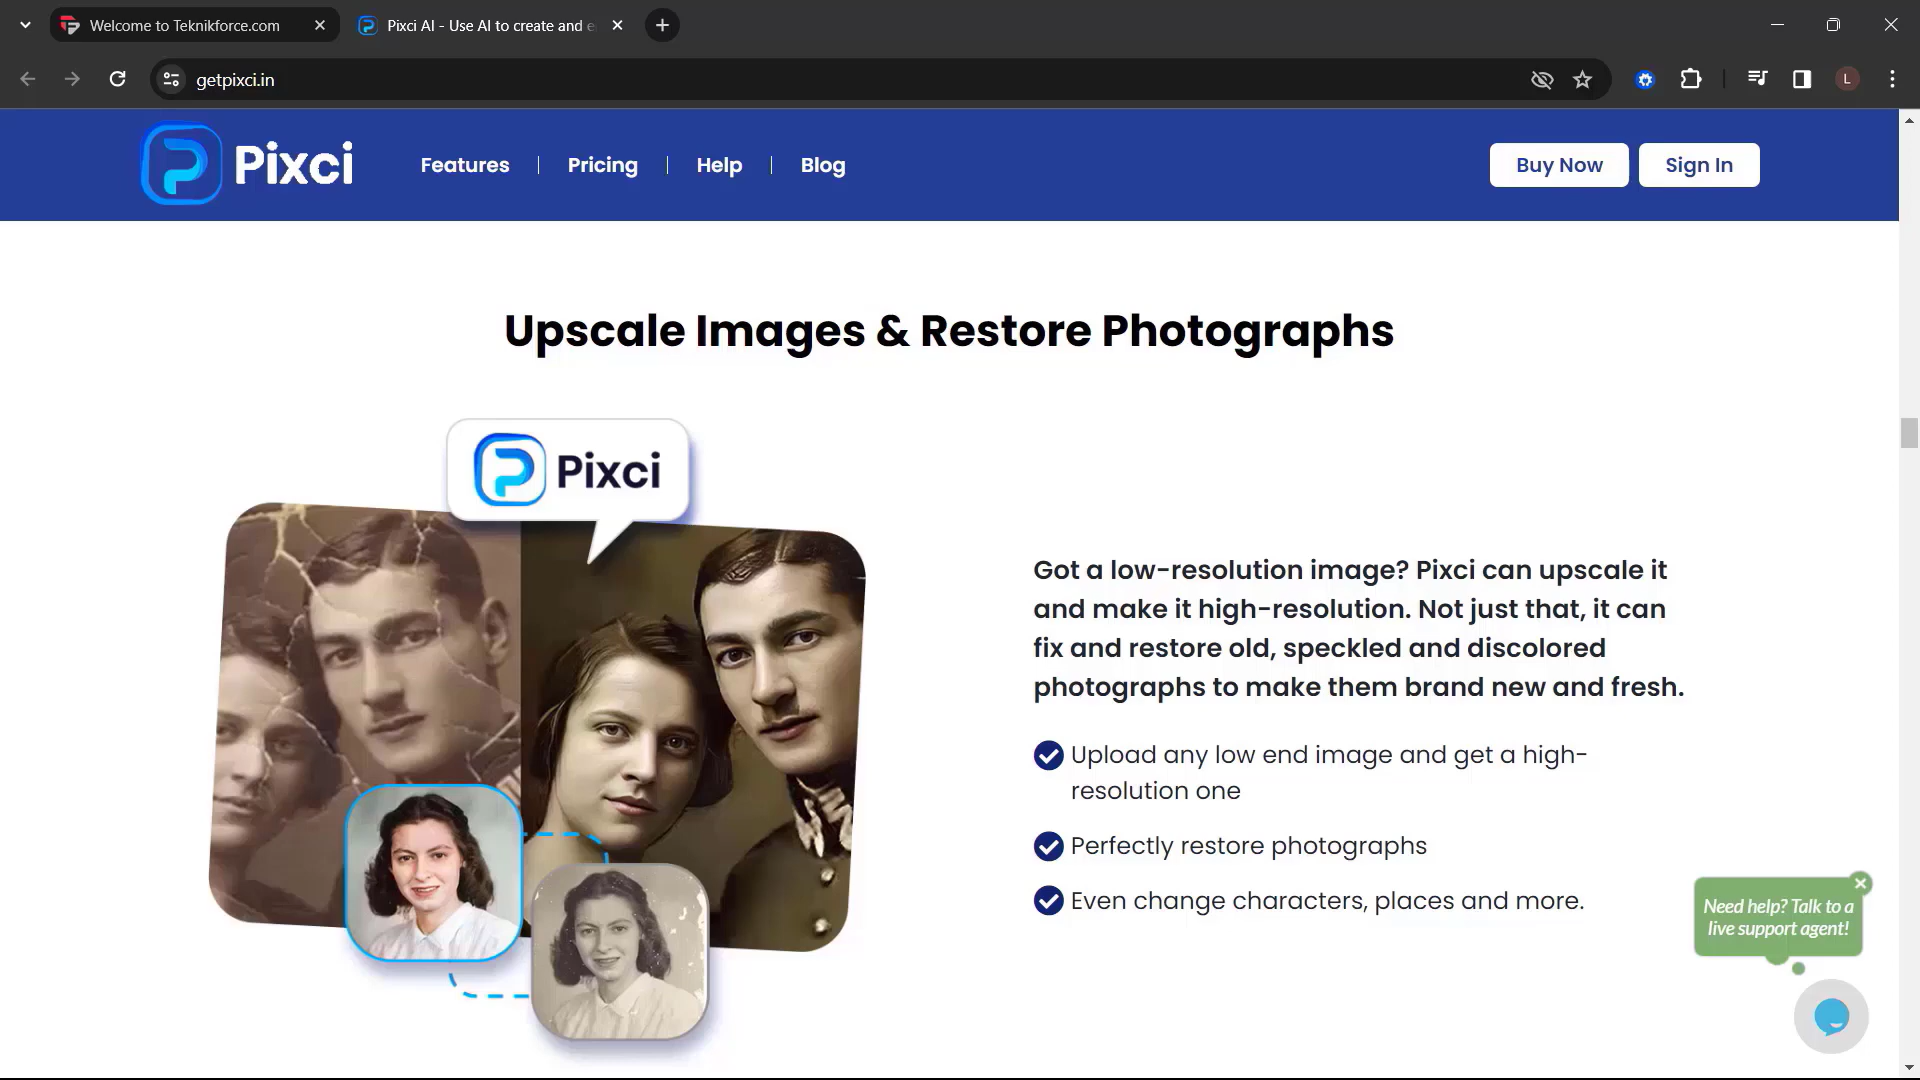 Welcome to Teknikforce.com
Pixci AI - Use AI to create and e
getpixci.in
L
Pixci
Features
Pricing
Help
Blog
Buy Now
Sign In
Upscale Images & Restore Photographs
Pixci
Got a low-resolution image? Pixci can upscale it
and make it high-resolution. Not just that, it can
fix and restore old, speckled and discolored
photographs to make them brand new and fresh.
Upload any low end image and get a high-
resolution one
Perfectly restore photographs
Even change characters, places and more.
Need help? Talk to a
live support agent!